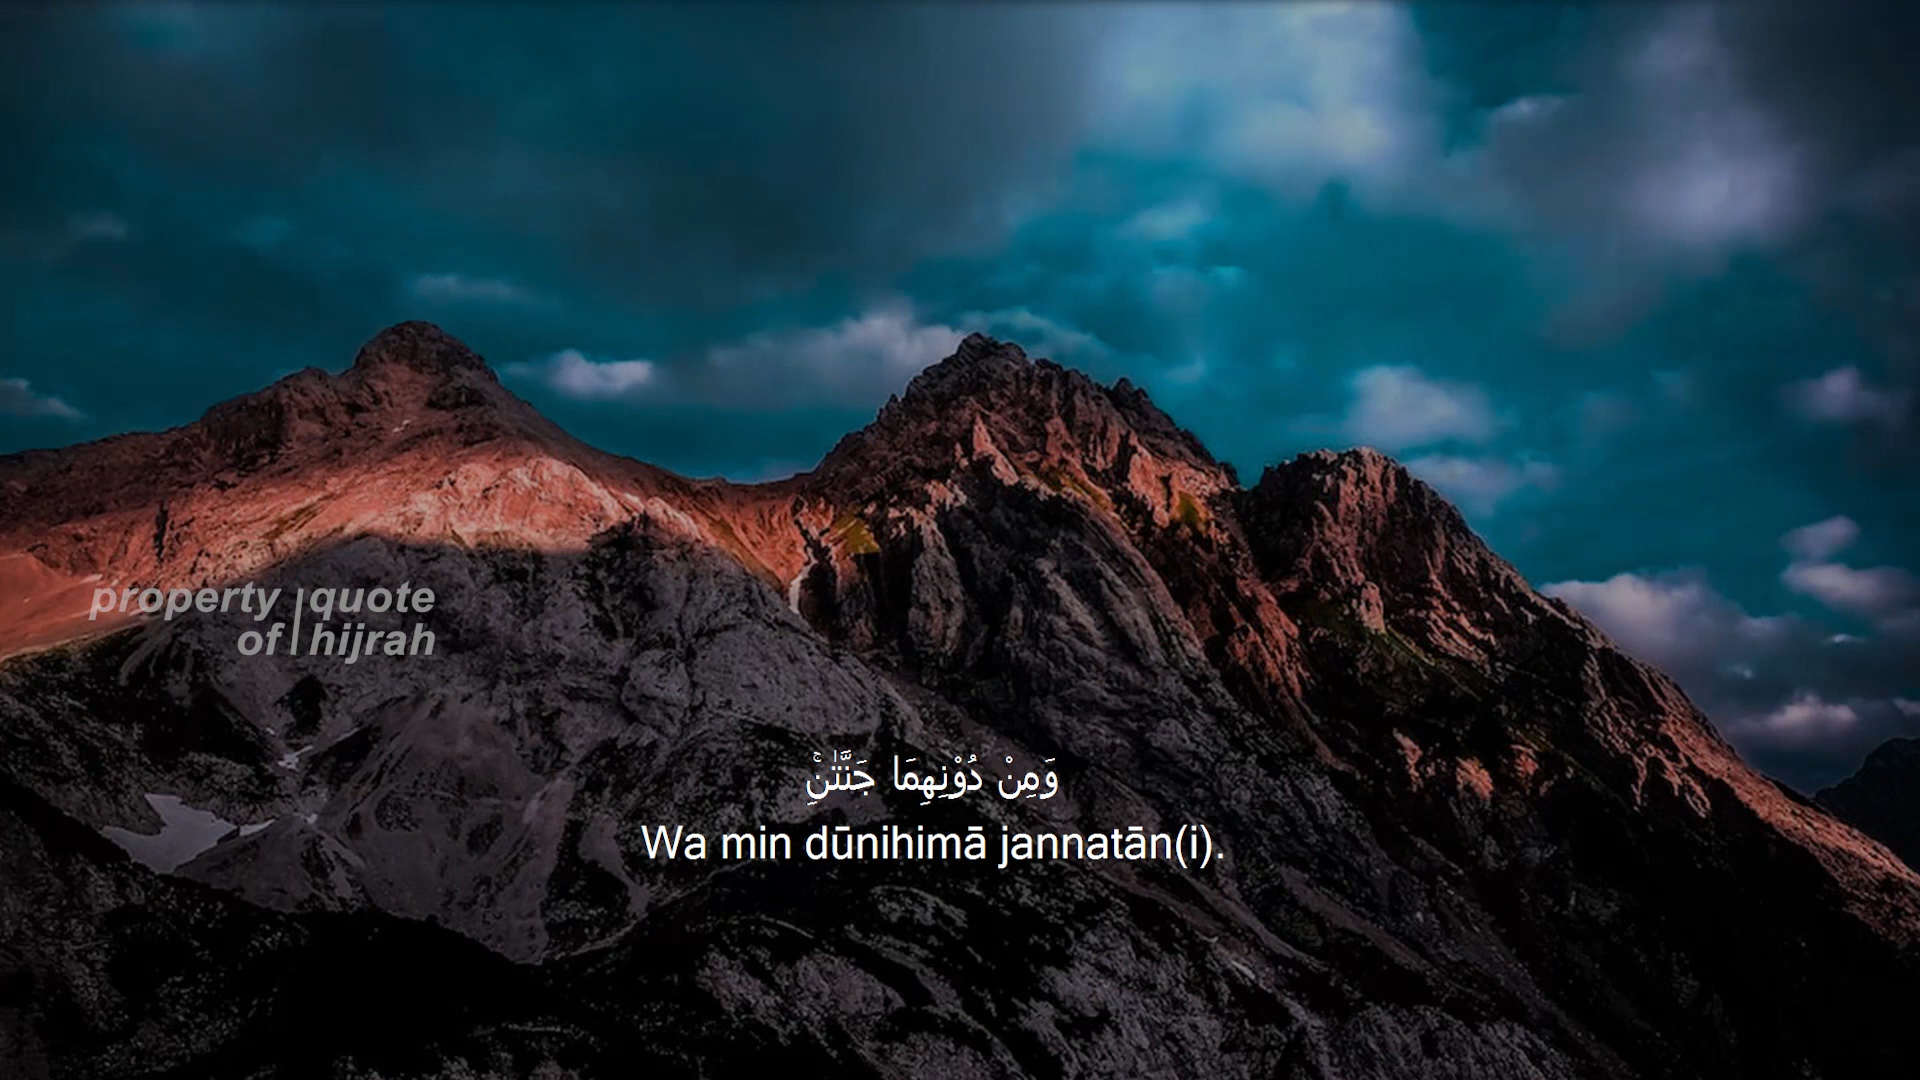 property quote
of hijrah
وَمِنْ دُوْنِهِمَا جَنَّتٰنِۚ
Wa min dūnihimā jannatān(i).